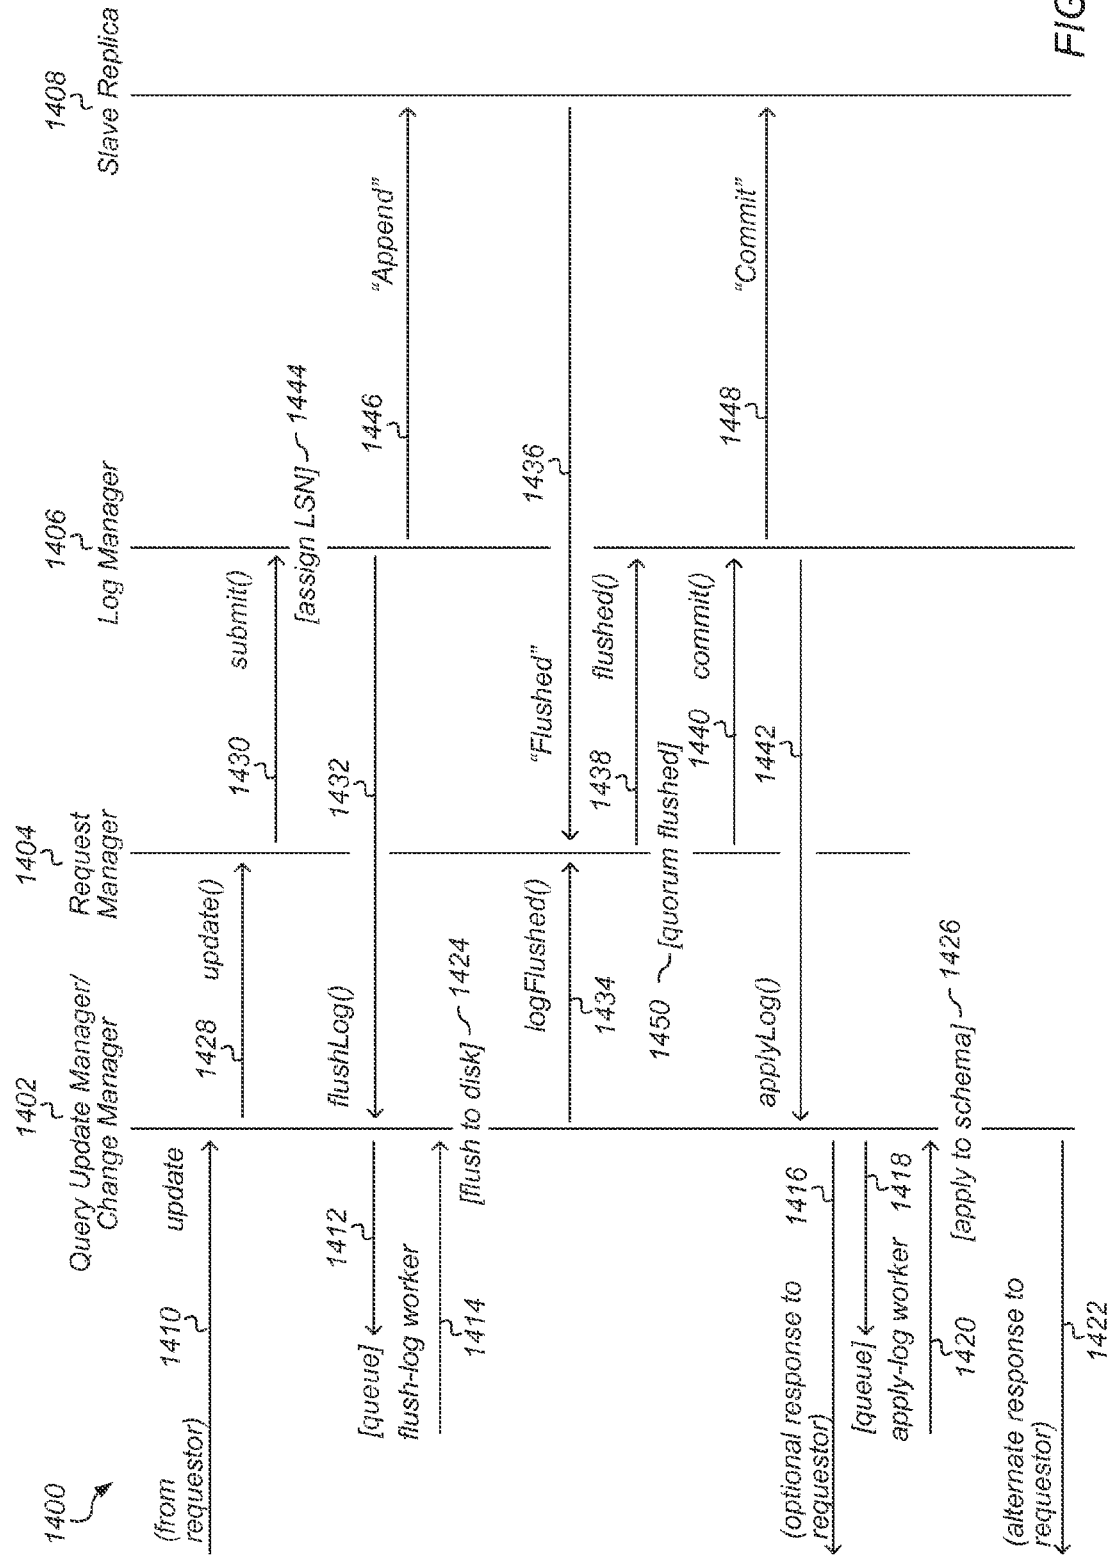 1400
1402
Query Update Manager/
Change Manager
1404
Request
Manager
1406
Log Manager
1408
Slave Replica
(from
requestor)
1410
update
1428
update()
1430
submit()
[assign LSN]
1444
flushLog()
1432
1446
"Append"
1412
[queue]
flush-log worker
1414
[flush to disk]
1424
logFlushed()
1434
"Flushed"
1436
1438
flushed()
1450
[quorum flushed]
1440
commit()
1448
"Commit"
applyLog()
1442
(optional response to
requestor)
1416
[queue]
1418
apply-log worker
1420
[apply to schema]
1426
(alternate response to
requestor)
1422
FIG